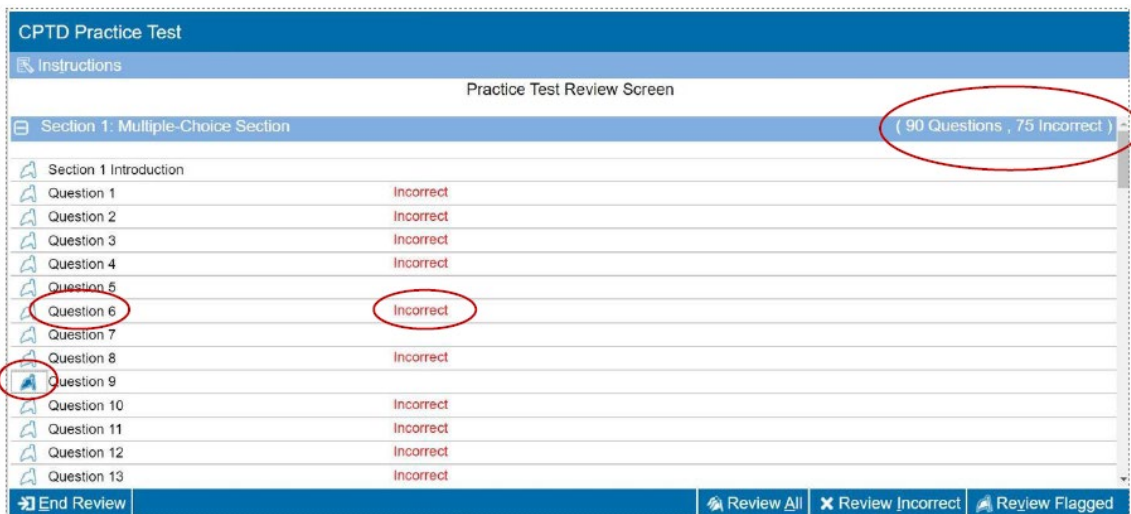 CPTD Practice Test
Instructions
Practice Test Review Screen
Section 1: Multiple-Choice Section ( 90 Questions , 75 Incorrect )
Section 1 Introduction
Question 1 Incorrect
Question 2 Incorrect
Question 3 Incorrect
Question 4 Incorrect
Question 5
Question 6 Incorrect
Question 7
Question 8 Incorrect
Question 9
Question 10 Incorrect
Question 11 Incorrect
Question 12 Incorrect
Question 13 Incorrect
End Review Review All Review Incorrect Review Flagged